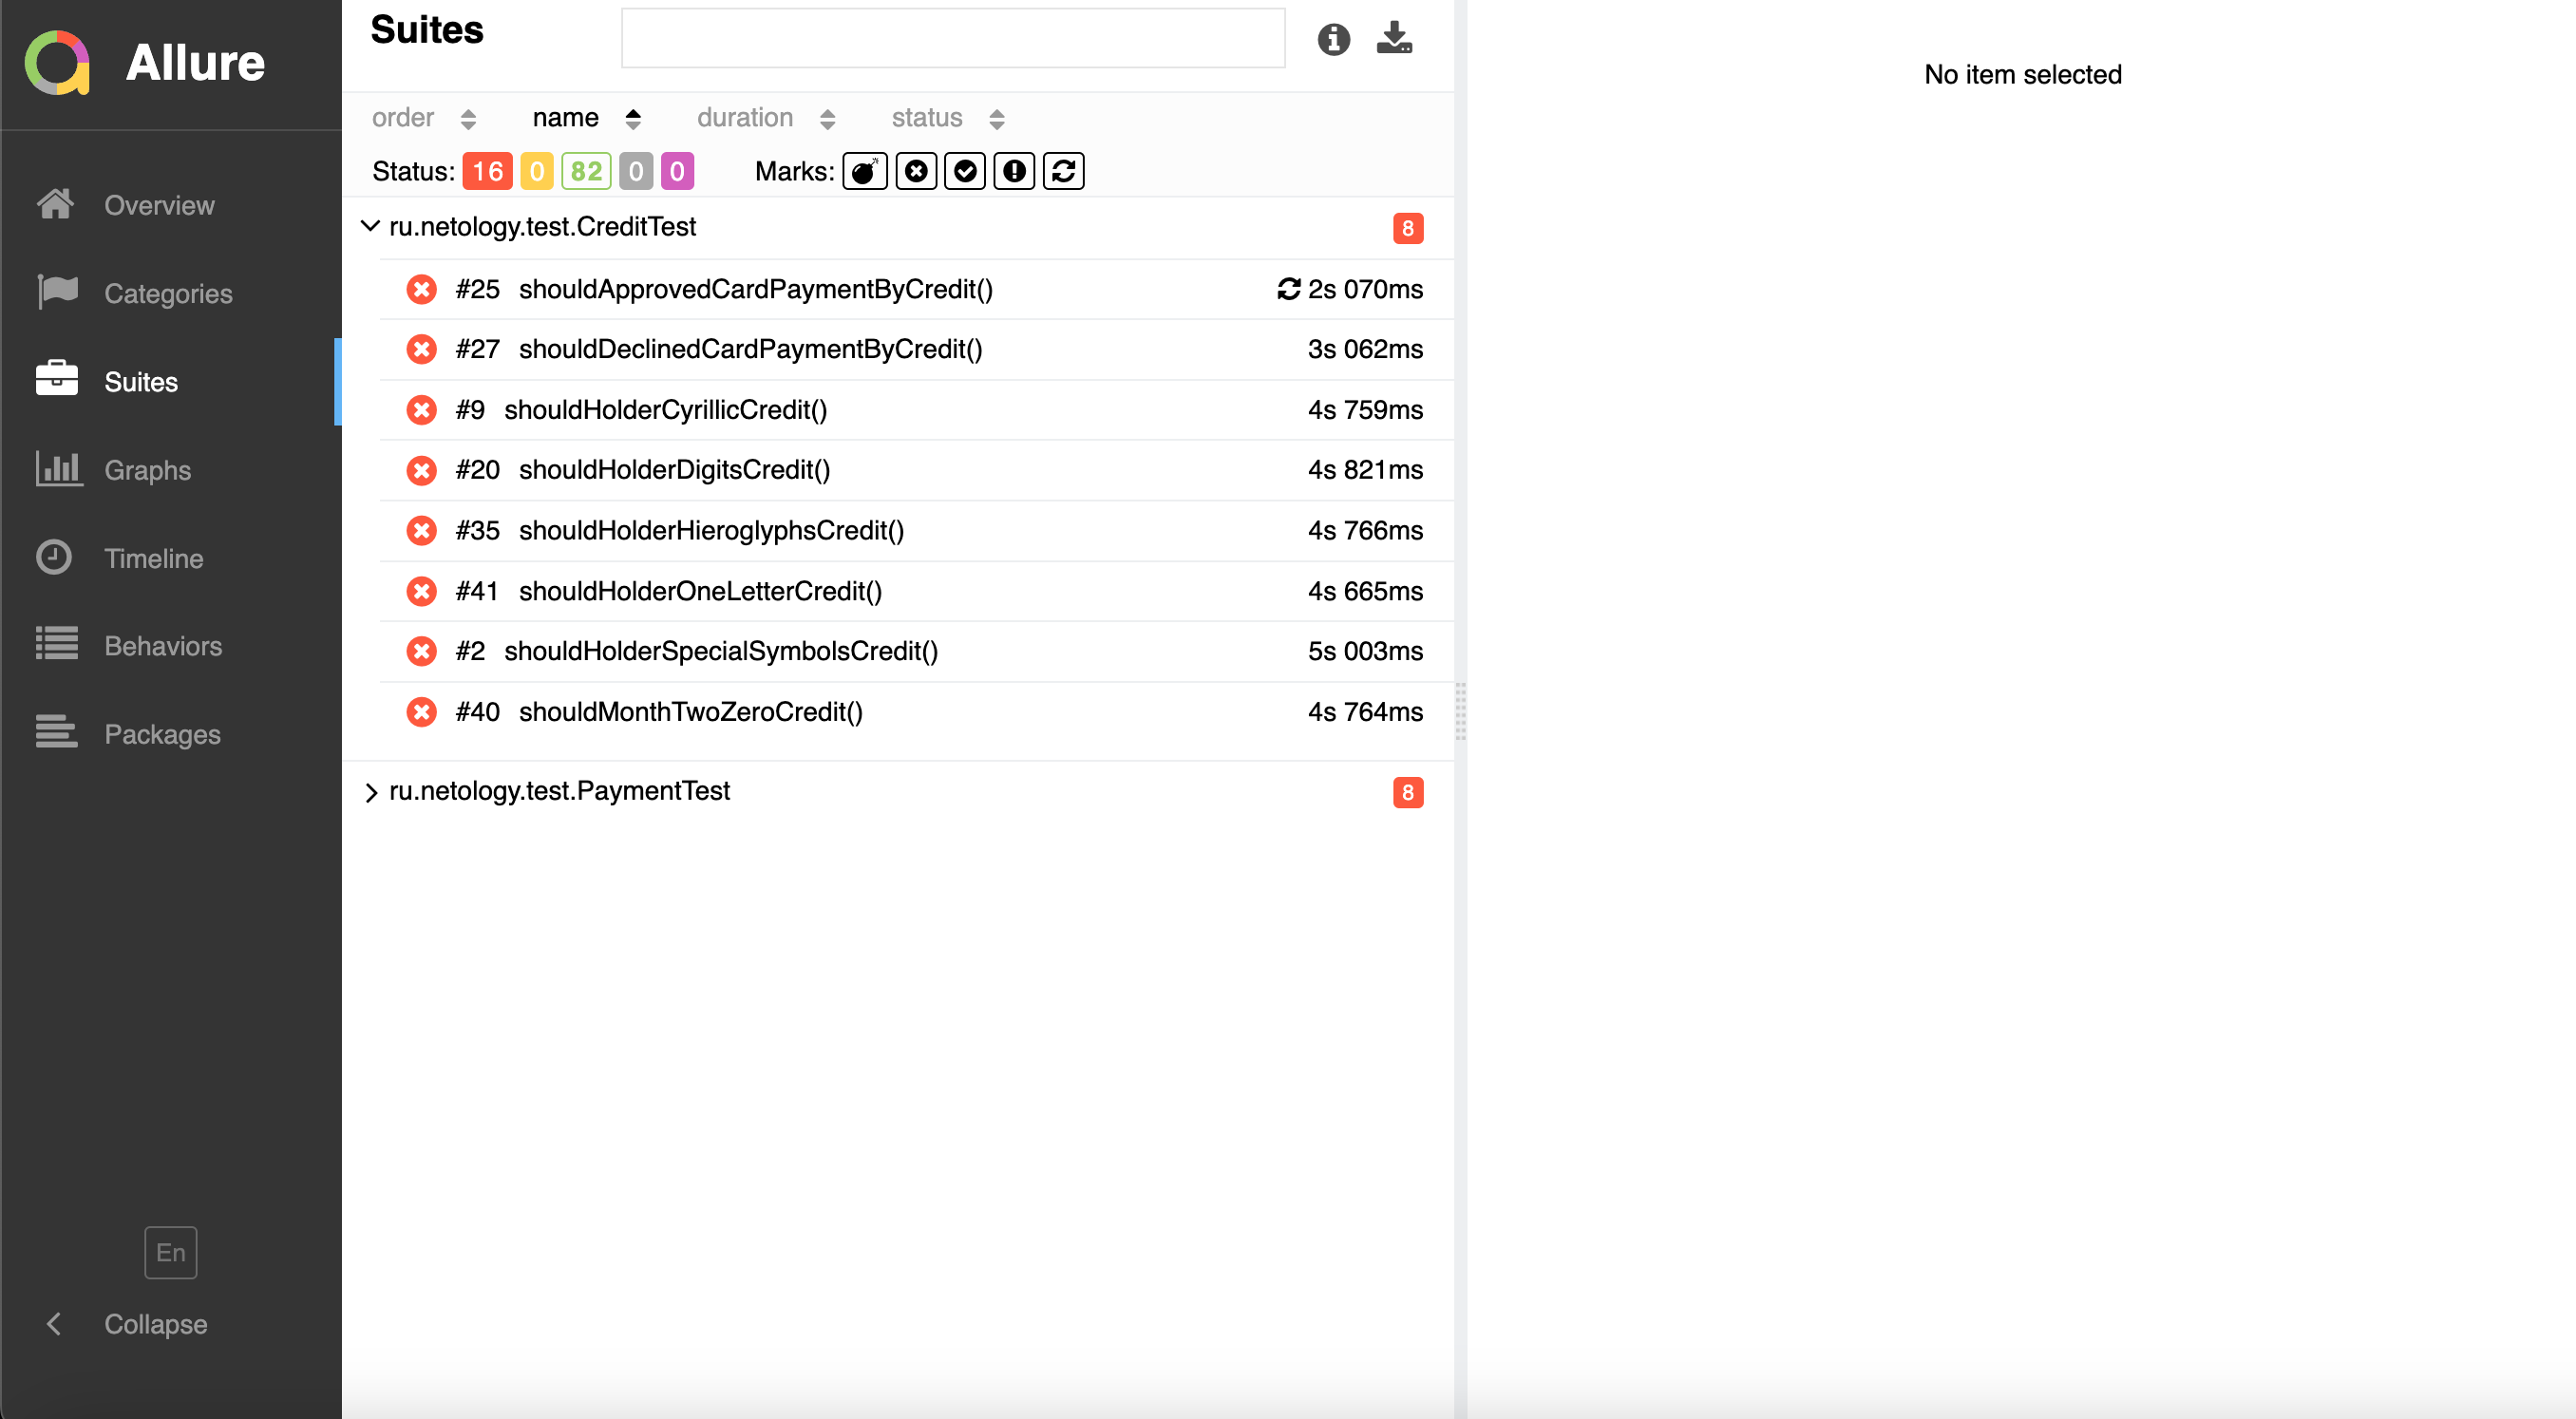 Allure
Overview
Categories
Suites
Graphs
Timeline
Behaviors
Packages
En
Collapse
Suites
order name duration status
Status: 16 0 82 0 0 Marks:
ru.netology.test.CreditTest 8
#25 shouldApprovedCardPaymentByCredit() 2s 070ms
#27 shouldDeclinedCardPaymentByCredit() 3s 062ms
#9 shouldHolderCyrillicCredit() 4s 759ms
#20 shouldHolderDigitsCredit() 4s 821ms
#35 shouldHolderHieroglyphsCredit() 4s 766ms
#41 shouldHolderOneLetterCredit() 4s 665ms
#2 shouldHolderSpecialSymbolsCredit() 5s 003ms
#40 shouldMonthTwoZeroCredit() 4s 764ms
ru.netology.test.PaymentTest 8
No item selected